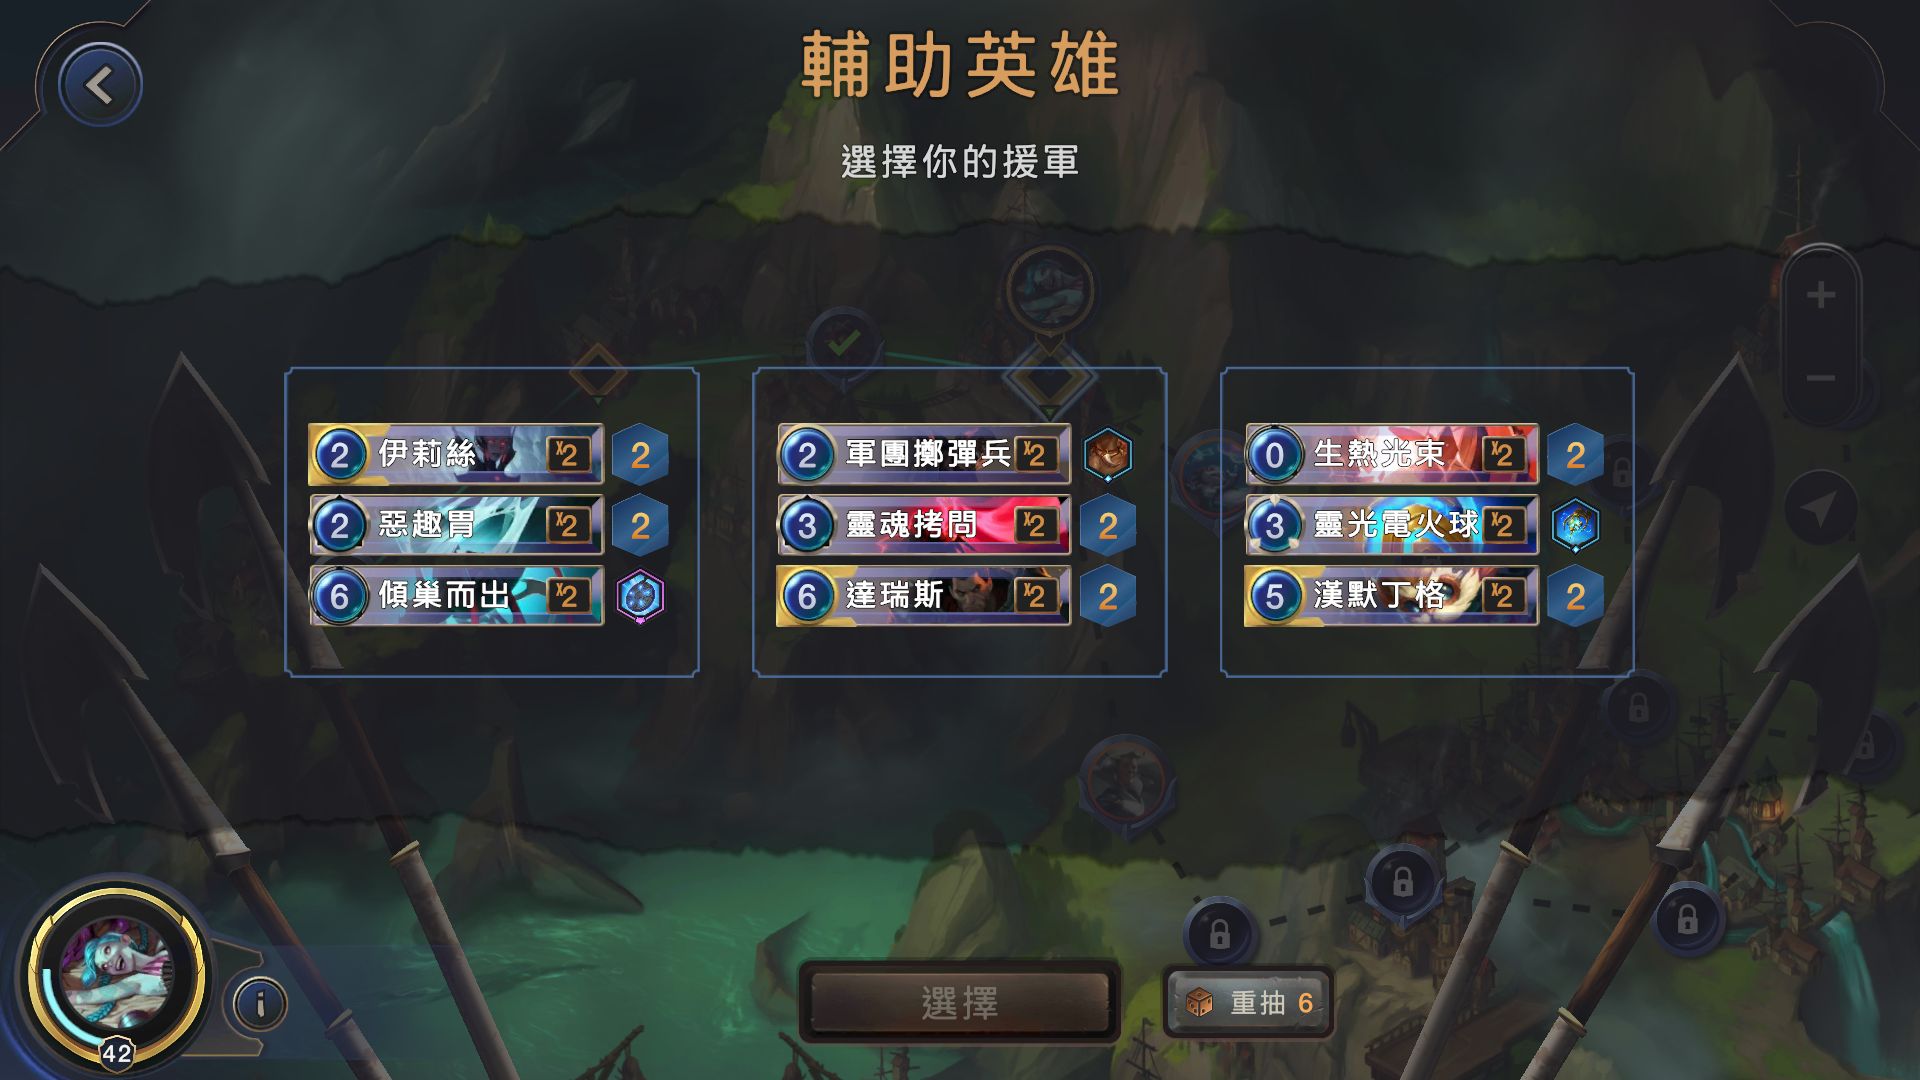 輔助英雄
選擇你的援軍
2 伊莉絲 x2 2
2 惡趣胃 x2 2
6 傾巢而出 x2
2 軍團擲彈兵 x2
3 靈魂拷問 x2 2
6 達瑞斯 x2 2
0 生熱光束 x2 2
3 靈光電火球 x2
5 漢默丁格 x2 2
選擇
重抽 6
42